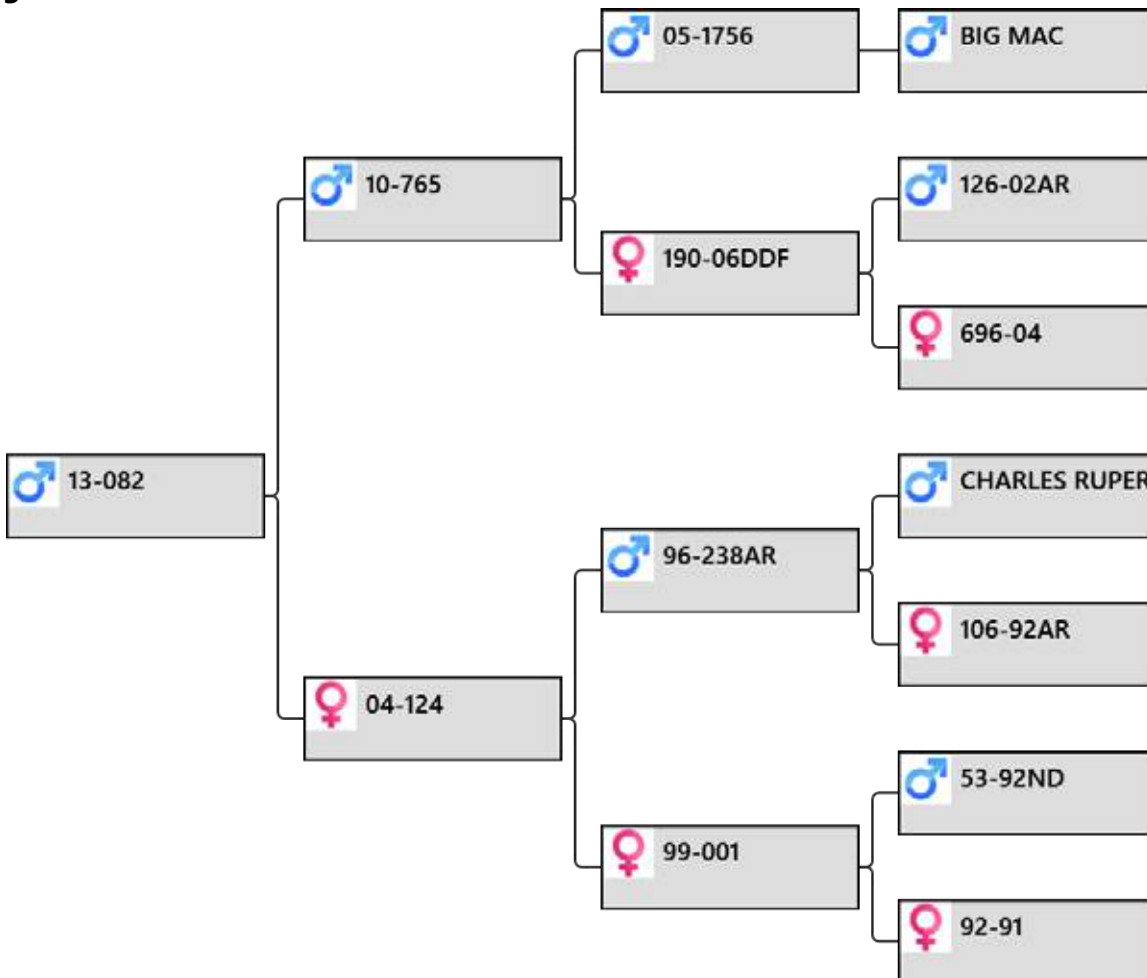 05-1756
BIG MAC
10-765
126-02AR
190-06DDF
696-04
13-082
CHARLES RUPER
96-238AR
106-92AR
04-124
53-92ND
99-001
92-91